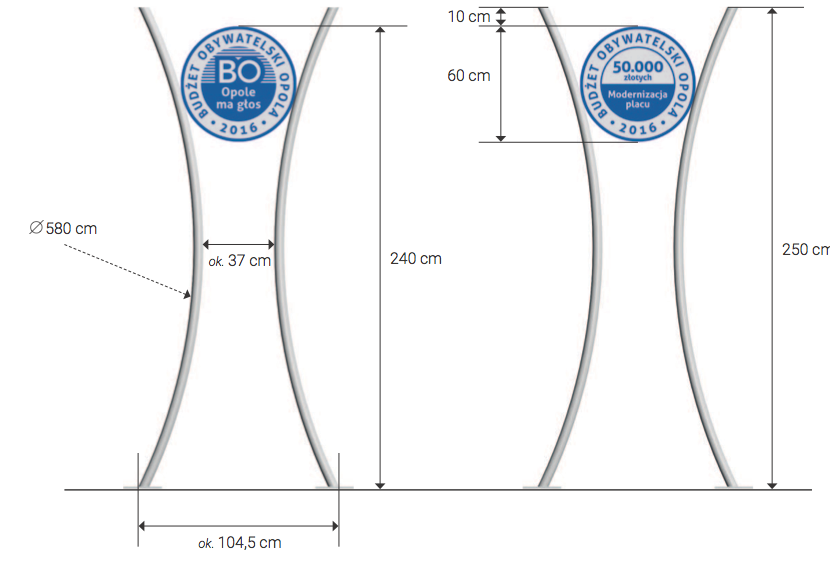 BUDŻET OBYWATELSKI OPOLA
BO
Opole
ma głos
• 2016 •
10 cm
60 cm
BUDŻET OBYWATELSKI OPOLA
50.000
złotych
Modernizacja
placu
• 2016 •
∅ 580 cm
ok. 37 cm
240 cm
250 cm
ok. 104,5 cm